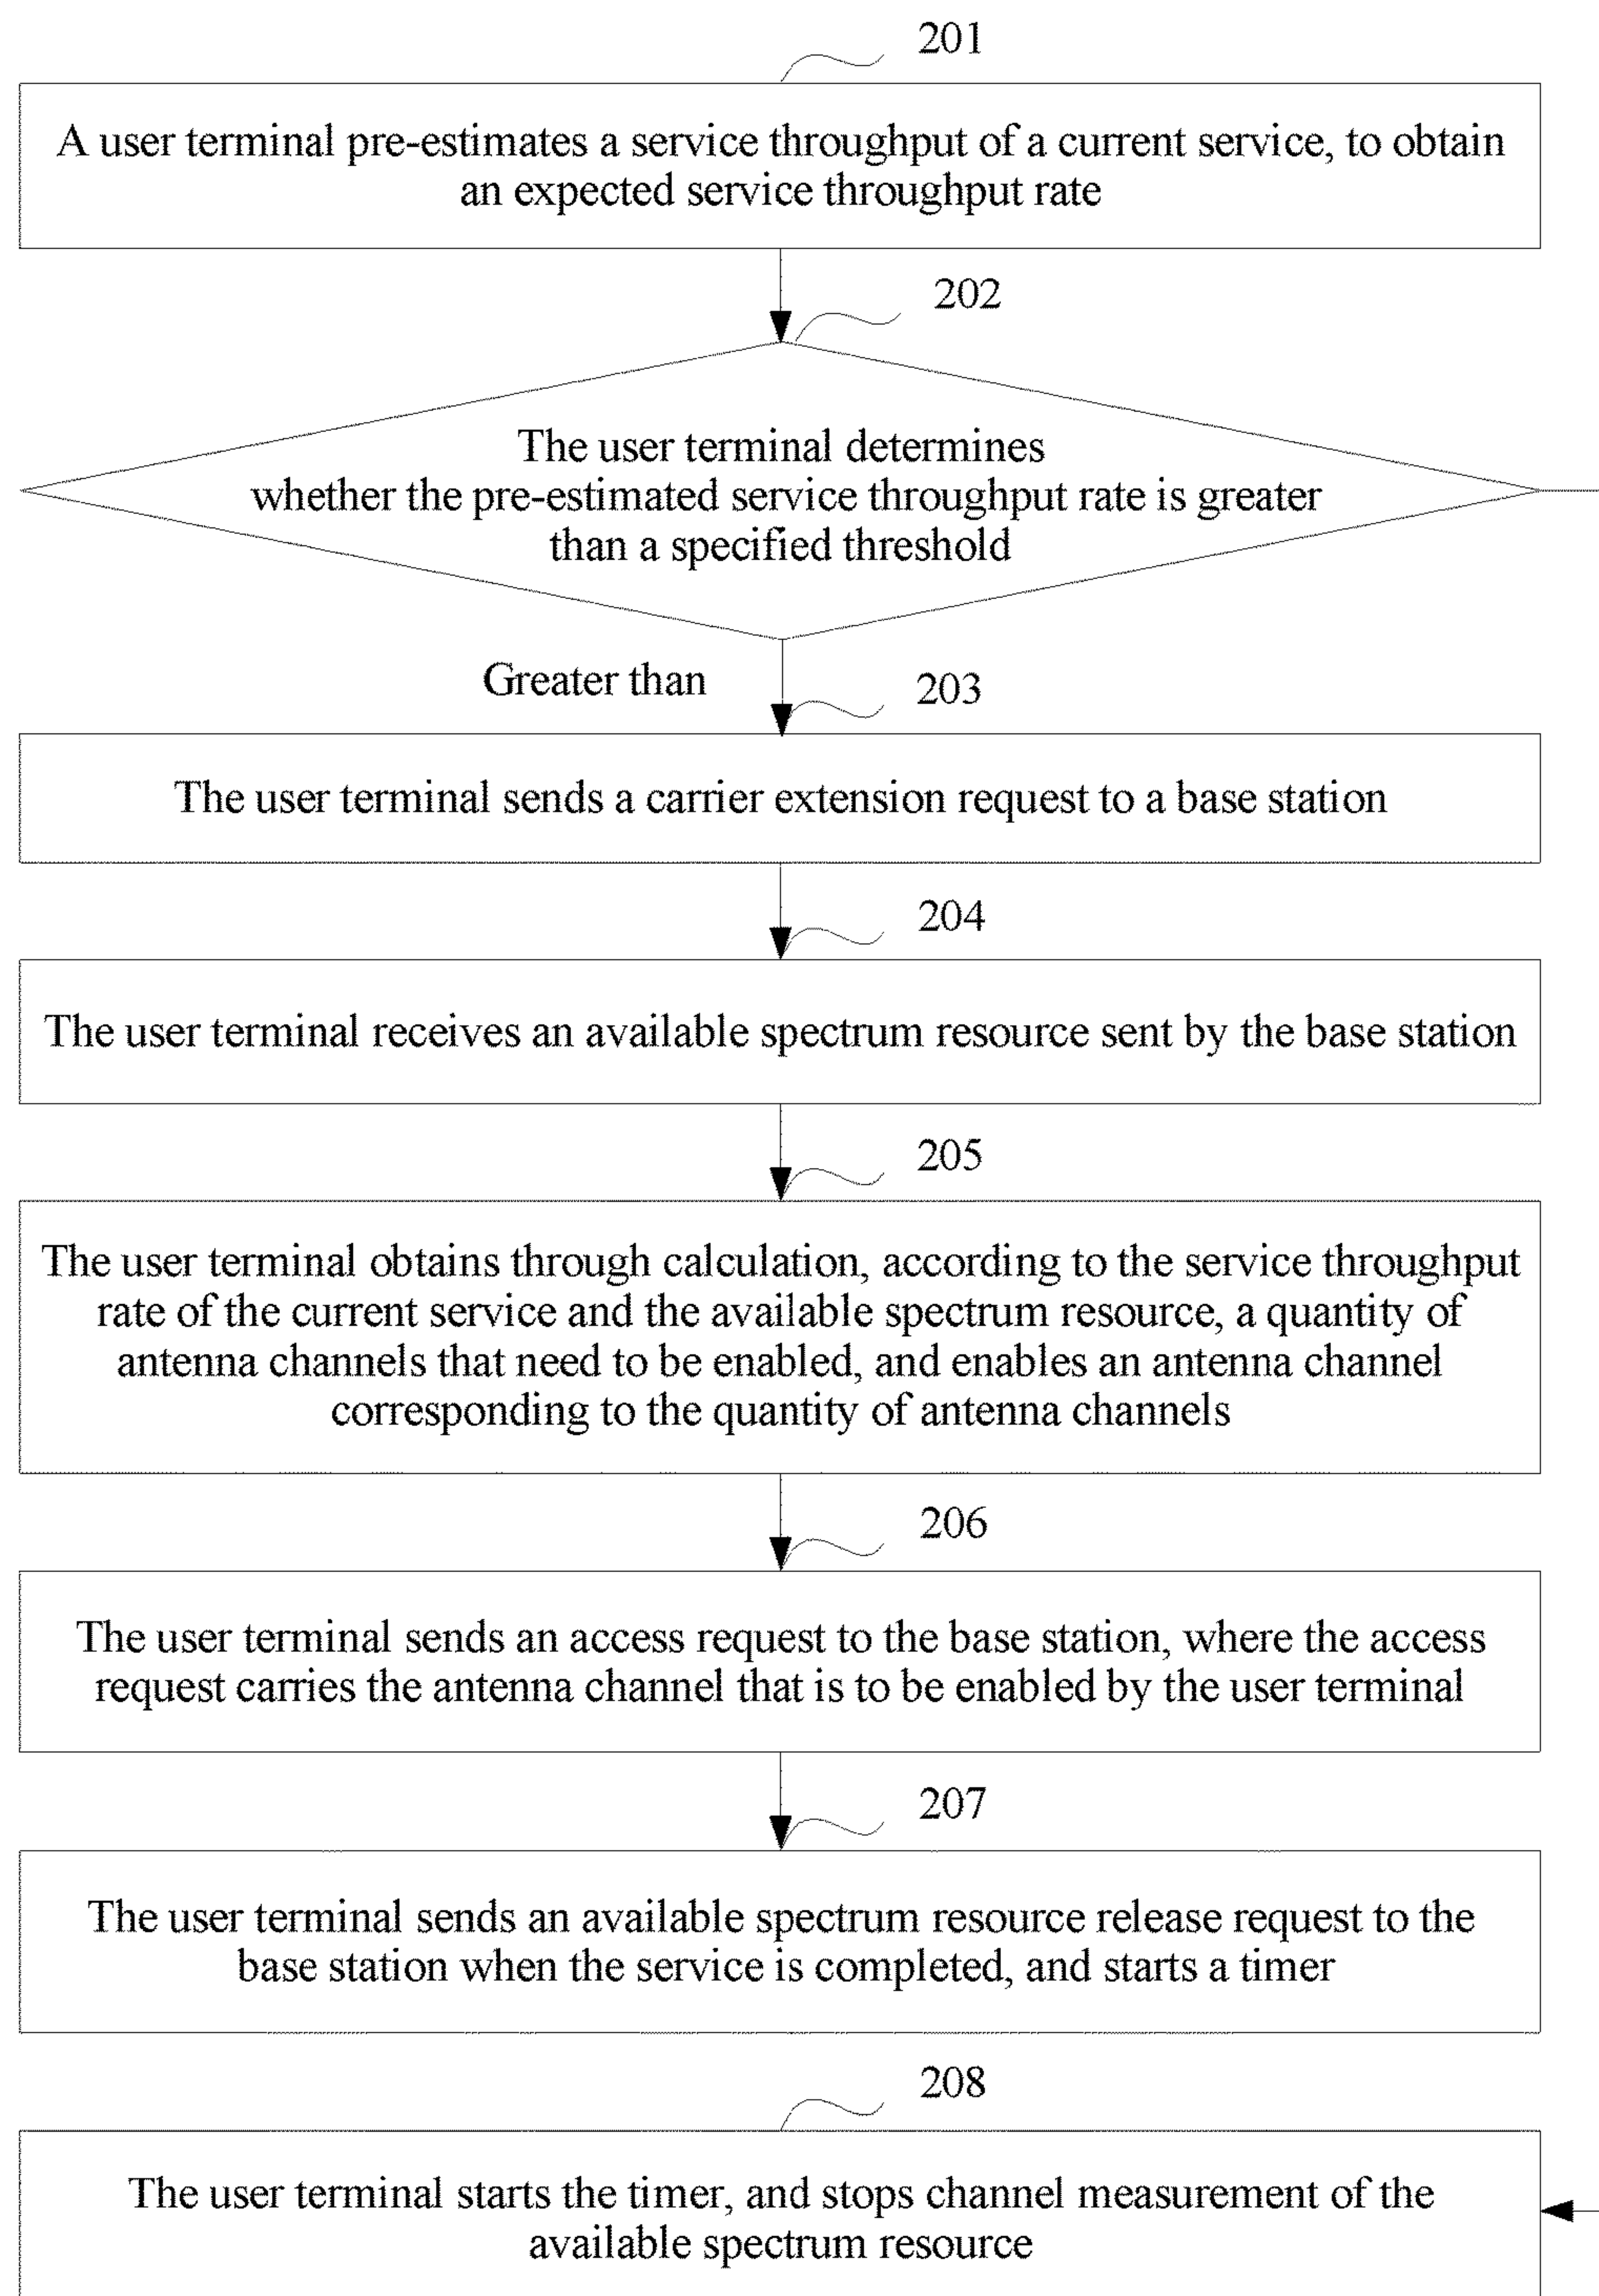 201
A user terminal pre-estimates a service throughput of a current service, to obtain
an expected service throughput rate
202
The user terminal determines
whether the pre-estimated service throughput rate is greater
than a specified threshold
Greater than
203
The user terminal sends a carrier extension request to a base station
204
The user terminal receives an available spectrum resource sent by the base station
205
The user terminal obtains through calculation, according to the service throughput
rate of the current service and the available spectrum resource, a quantity of
antenna channels that need to be enabled, and enables an antenna channel
corresponding to the quantity of antenna channels
206
The user terminal sends an access request to the base station, where the access
request carries the antenna channel that is to be enabled by the user terminal
207
The user terminal sends an available spectrum resource release request to the
base station when the service is completed, and starts a timer
208
The user terminal starts the timer, and stops channel measurement of the
available spectrum resource